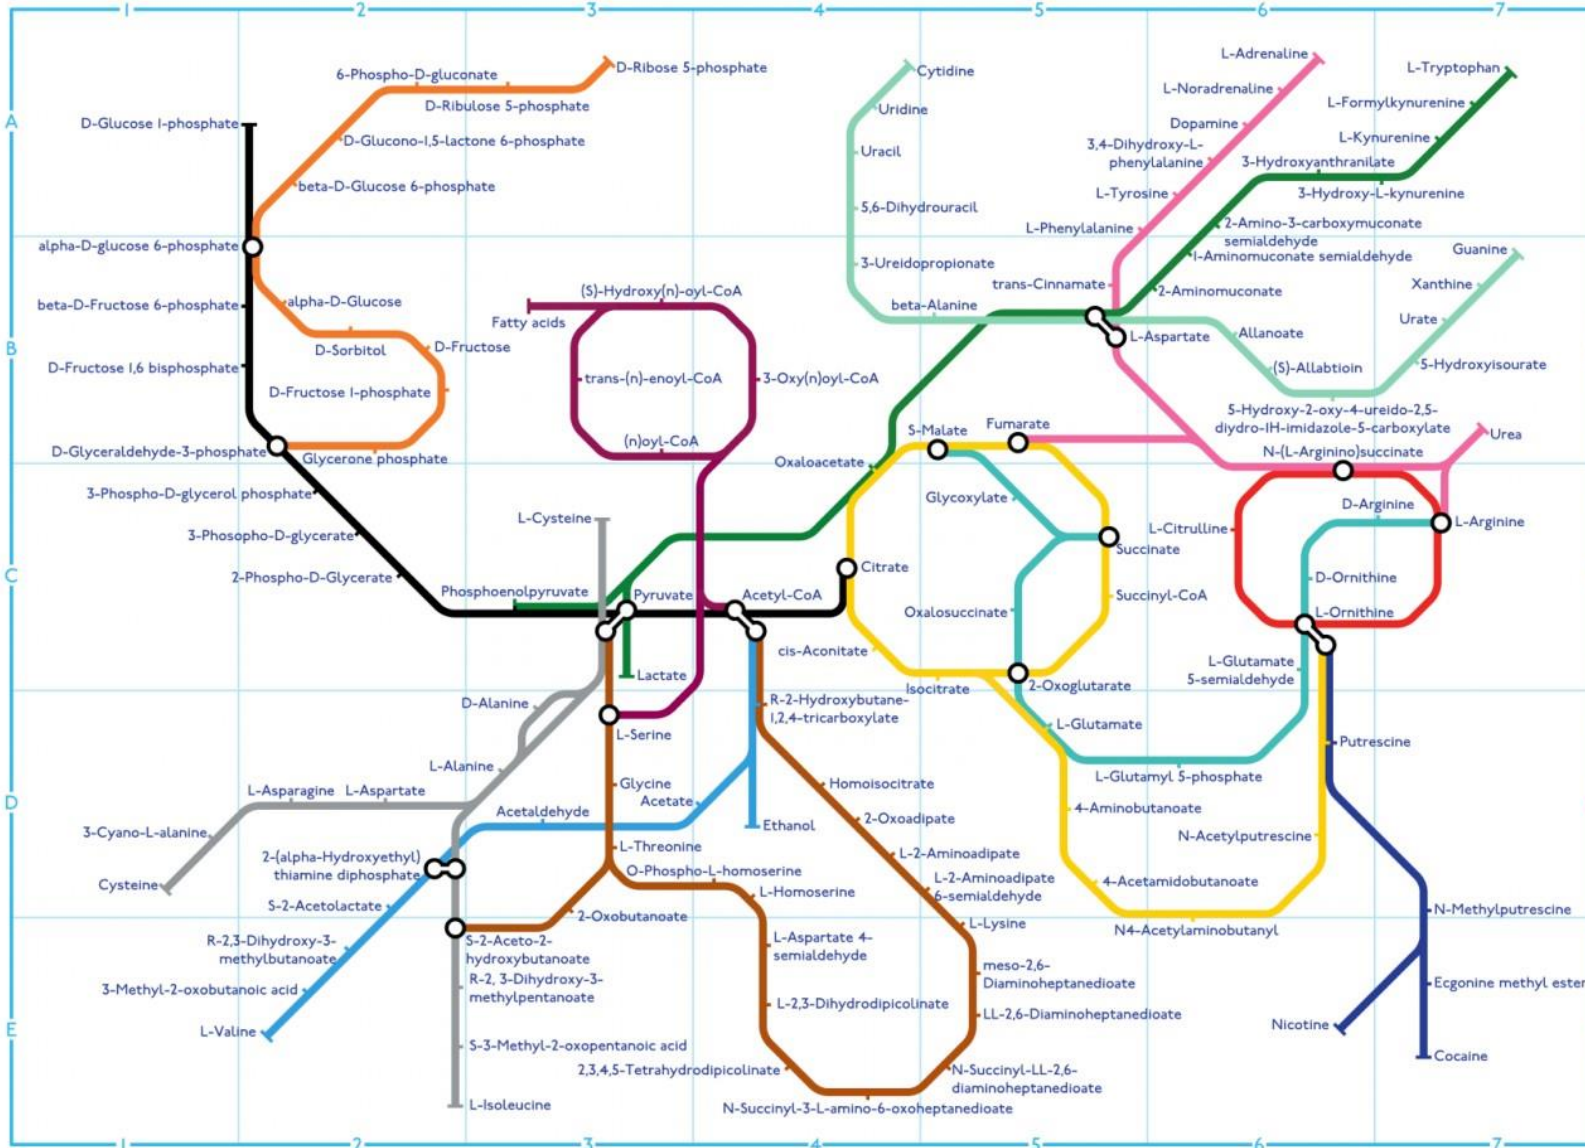 1 2 3 4 5 6 7
A
D-Glucose 1-phosphate
6-Phospho-D-gluconate
D-Ribose 5-phosphate
D-Ribulose 5-phosphate
D-Glucono-1,5-lactone 6-phosphate
beta-D-Glucose 6-phosphate
Cytidine
Uridine
Uracil
5,6-Dihydrouracil
L-Adrenaline
L-Noradrenaline
Dopamine
3,4-Dihydroxy-L-
phenylalanine
L-Tyrosine
L-Phenylalanine
L-Tryptophan
L-Formylkynurenine
L-Kynurenine
3-Hydroxyanthranilate
3-Hydroxy-L-kynurenine
2-Amino-3-carboxymuconate
semialdehyde
B
alpha-D-glucose 6-phosphate
beta-D-Fructose 6-phosphate
D-Fructose 1,6 bisphosphate
D-Glyceraldehyde-3-phosphate
alpha-D-Glucose
D-Sorbitol
D-Fructose
D-Fructose 1-phosphate
Glycerone phosphate
(S)-Hydroxy(n)-oyl-CoA
Fatty acids
trans-(n)-enoyl-CoA
3-Oxy(n)oyl-CoA
(n)oyl-CoA
3-Ureidopropionate
beta-Alanine
trans-Cinnamate
1-Aminomuconate semialdehyde
2-Aminomuconate
L-Aspartate
Guanine
Xanthine
Urate
Allanoate
(S)-Allabtioin
5-Hydroxyisourate
5-Hydroxy-2-oxy-4-ureido-2,5-
diydro-IH-imidazole-5-carboxylate
Urea
N-(L-Arginino)succinate
S-Malate
Fumarate
Oxaloacetate
C
3-Phospho-D-glycerol phosphate
3-Phosopho-D-glycerate
2-Phospho-D-Glycerate
L-Cysteine
Phosphoenolpyruvate
Pyruvate
Acetyl-CoA
Lactate
Citrate
Glycoxylate
Succinate
Succinyl-CoA
Oxalosuccinate
cis-Aconitate
Isocitrate
2-Oxoglutarate
L-Citrulline
D-Arginine
L-Arginine
D-Ornithine
L-Ornithine
L-Glutamate
5-semialdehyde
D
D-Alanine
L-Serine
L-Alanine
L-Asparagine
L-Aspartate
3-Cyano-L-alanine
Cysteine
2-(alpha-Hydroxyethyl)
thiamine diphosphate
S-2-Acetolactate
Acetaldehyde
Glycine
Acetate
Ethanol
L-Threonine
O-Phospho-L-homoserine
L-Homoserine
2-Oxobutanoate
R-2-Hydroxybutane-
1,2,4-tricarboxylate
Homoisocitrate
2-Oxoadipate
L-2-Aminoadipate
L-2-Aminoadipate
6-semialdehyde
L-Lysine
L-Glutamate
L-Glutamyl 5-phosphate
4-Aminobutanoate
N-Acetylputrescine
4-Acetamidobutanoate
N4-Acetylaminobutanyl
Putrescine
N-Methylputrescine
E
R-2,3-Dihydroxy-3-
methylbutanoate
3-Methyl-2-oxobutanoic acid
L-Valine
S-2-Aceto-2-
hydroxybutanoate
R-2, 3-Dihydroxy-3-
methylpentanoate
S-3-Methyl-2-oxopentanoic acid
L-Isoleucine
L-Aspartate 4-
semialdehyde
L-2,3-Dihydrodipicolinate
2,3,4,5-Tetrahydrodipicolinate
N-Succinyl-3-L-amino-6-oxoheptanedioate
meso-2,6-
Diaminoheptanedioate
LL-2,6-Diaminoheptanedioate
N-Succinyl-LL-2,6-
diaminoheptanedioate
Ecgonine methyl ester
Nicotine
Cocaine
1 2 3 4 5 6 7